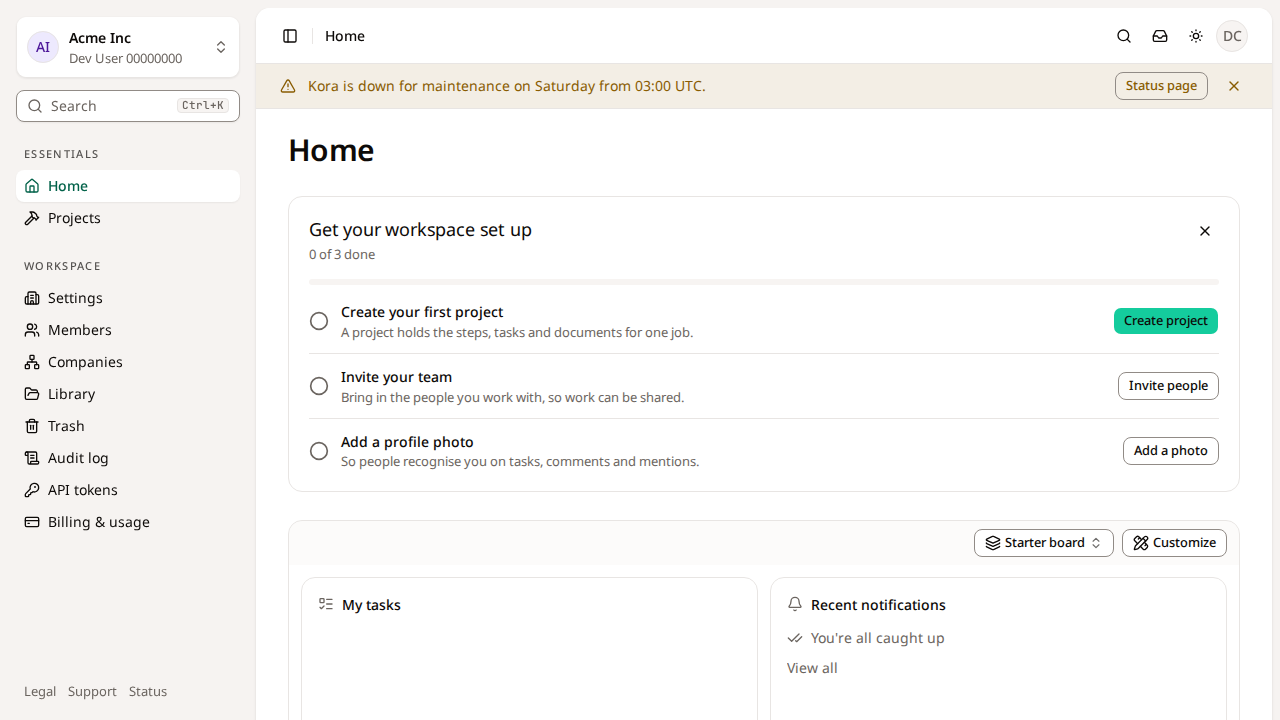 AI
Acme Inc
Dev User 00000000
Search
Ctrl+K
ESSENTIALS
Home
Projects
WORKSPACE
Settings
Members
Companies
Library
Trash
Audit log
API tokens
Billing & usage
Legal Support Status
Home
DC
Kora is down for maintenance on Saturday from 03:00 UTC.
Status page
Home
Get your workspace set up
0 of 3 done
Create your first project
A project holds the steps, tasks and documents for one job.
Create project
Invite your team
Bring in the people you work with, so work can be shared.
Invite people
Add a profile photo
So people recognise you on tasks, comments and mentions.
Add a photo
Starter board
Customize
My tasks
Recent notifications
You're all caught up
View all